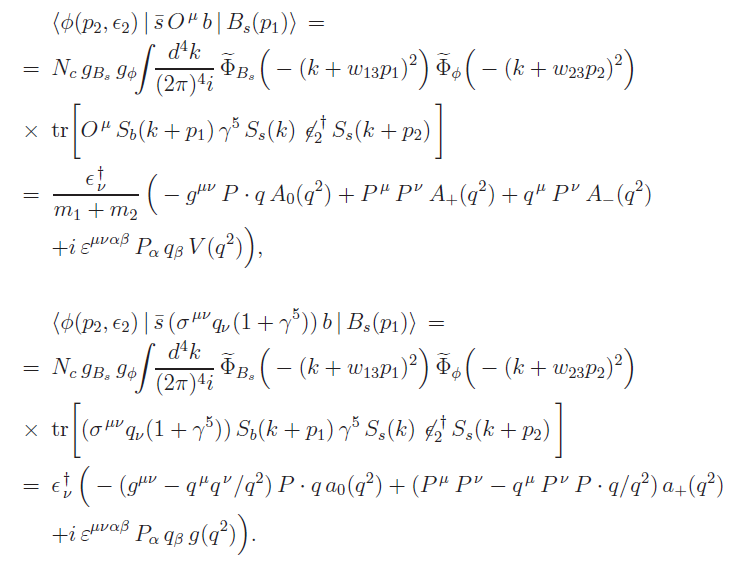 ⟨ϕ(p₂, ϵ₂) | s̄ O^μ b | B_s(p₁)⟩ =
= N_c g_{B_s} g_ϕ ∫ d⁴k/((2π)⁴i) Φ̃_{B_s}( − (k + w₁₃p₁)²) Φ̃_ϕ( − (k + w₂₃p₂)²)
× tr[O^μ S_b(k + p₁) γ⁵ S_s(k) ϵ̸₂^† S_s(k + p₂)]
= ϵ_ν^†/(m₁ + m₂) ( − g^{μν} P · q A₀(q²) + P^μ P^ν A₊(q²) + q^μ P^ν A₋(q²)
+i ε^{μναβ} P_α q_β V(q²)),
⟨ϕ(p₂, ϵ₂) | s̄ (σ^{μν}q_ν(1 + γ⁵)) b | B_s(p₁)⟩ =
= N_c g_{B_s} g_ϕ ∫ d⁴k/((2π)⁴i) Φ̃_{B_s}( − (k + w₁₃p₁)²) Φ̃_ϕ( − (k + w₂₃p₂)²)
× tr[(σ^{μν}q_ν(1 + γ⁵)) S_b(k + p₁) γ⁵ S_s(k) ϵ̸₂^† S_s(k + p₂)]
= ϵ_ν^† ( − (g^{μν} − q^μq^ν/q²) P · q a₀(q²) + (P^μ P^ν − q^μ P^ν P · q/q²) a₊(q²)
+i ε^{μναβ} P_α q_β g(q²)).